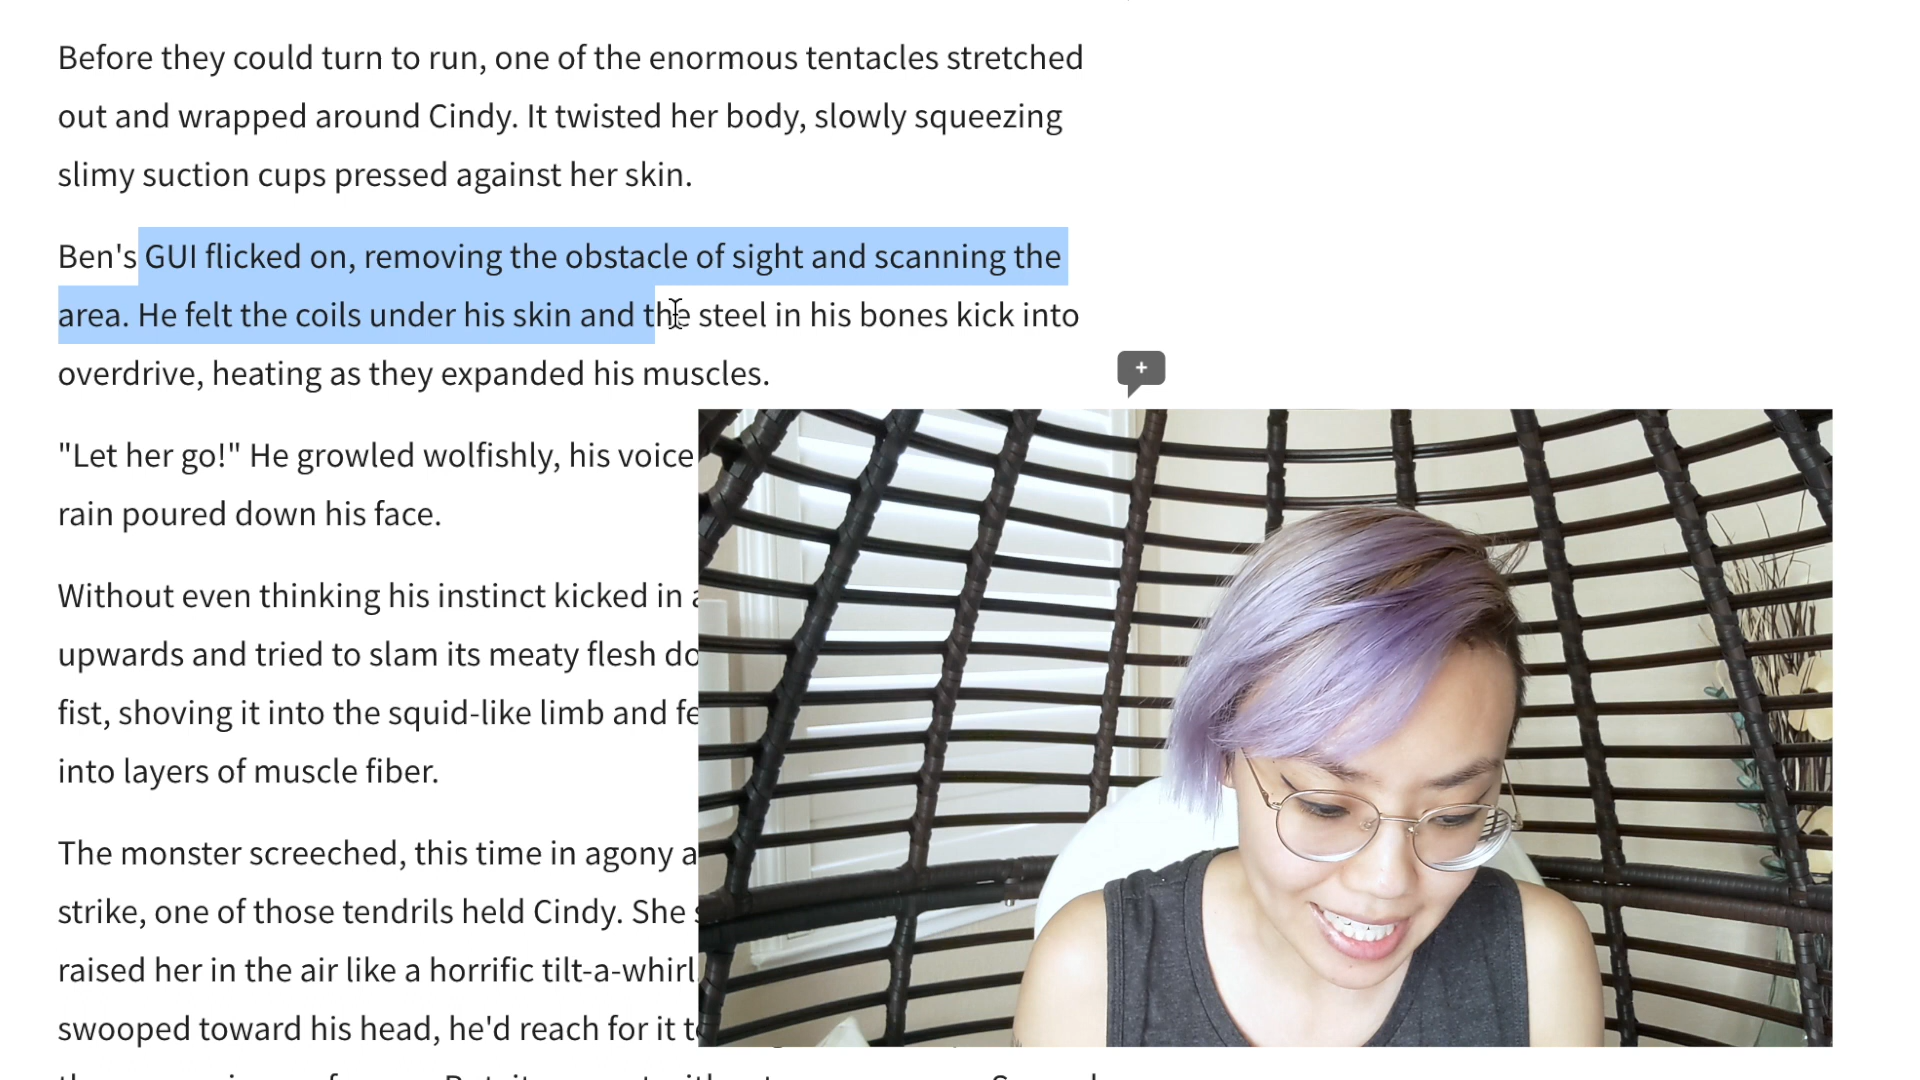 Before they could turn to run, one of the enormous tentacles stretched
out and wrapped around Cindy. It twisted her body, slowly squeezing
slimy suction cups pressed against her skin.
Ben's GUI flicked on, removing the obstacle of sight and scanning the
area. He felt the coils under his skin and the steel in his bones kick into
overdrive, heating as they expanded his muscles.
+
"Let her go!" He growled wolfishly, his voice
rain poured down his face.
Without even thinking his instinct kicked in
upwards and tried to slam its meaty flesh
fist, shoving it into the squid-like limb and
into layers of muscle fiber.
The monster screeched, this time in agony
strike, one of those tendrils held Cindy. She
raised her in the air like a horrific tilt-a-whirl.
swooped toward his head, he'd reach for it